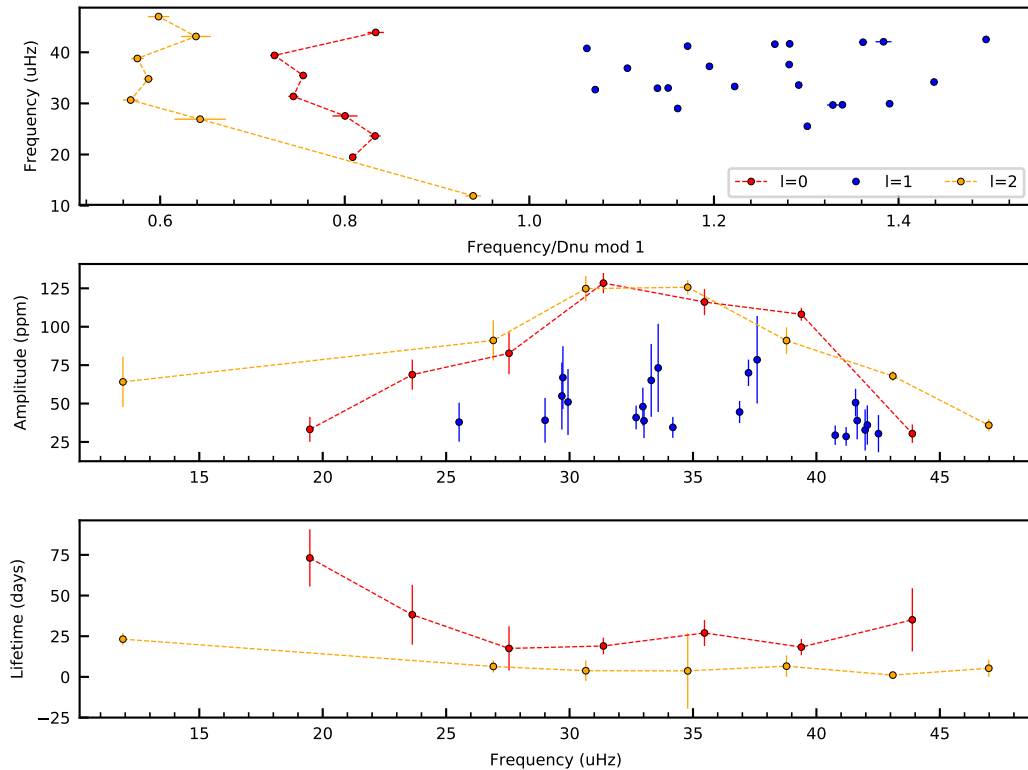 40
30
20
10
Frequency (uHz)
0.6 0.8 1.0 1.2 1.4
Frequency/Dnu mod 1
l=0 l=1 l=2
125
100
75
50
25
Amplitude (ppm)
15 20 25 30 35 40 45
75
50
25
0
−25
Lifetime (days)
15 20 25 30 35 40 45
Frequency (uHz)